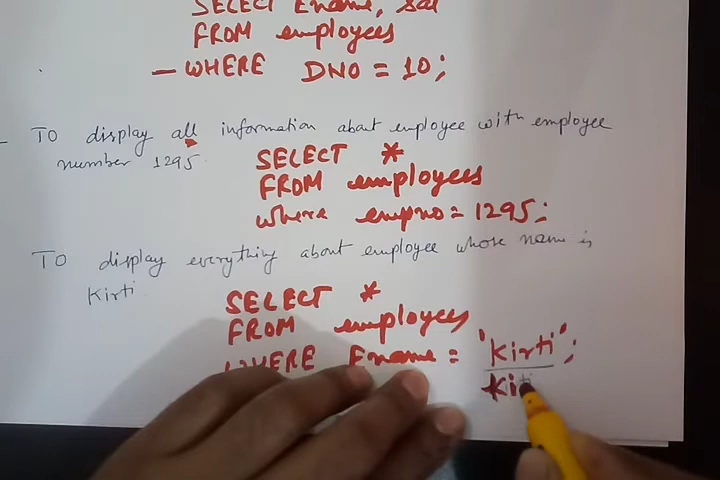 SELECT Ename, Sal
FROM employees
- WHERE DNO = 10;
- To display all information about employee with employee
number 1295.
SELECT *
FROM employees
where empno = 1295;
To display everything about employee whose name is
Kirti
SELECT *
FROM employees
WHERE Ename = 'Kirti';